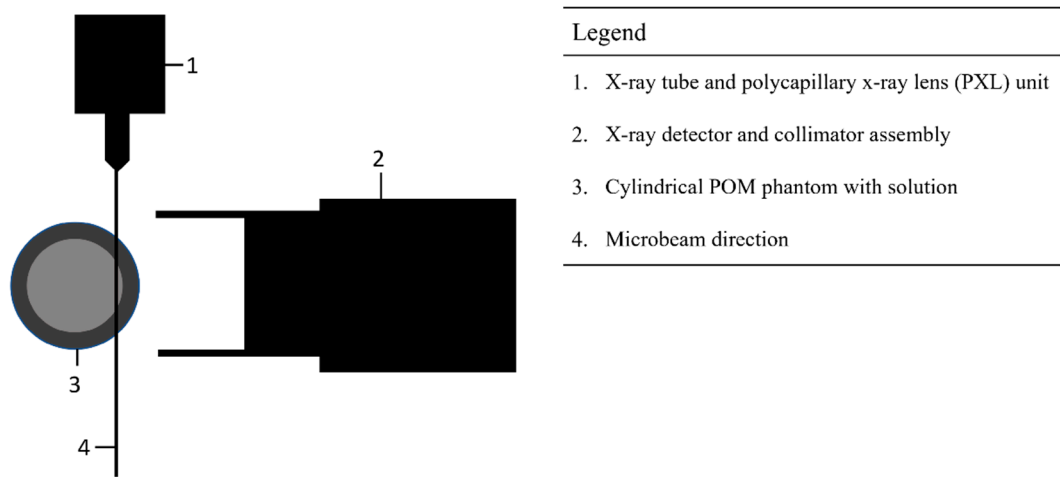 1
2
3
4
Legend
1. X-ray tube and polycapillary x-ray lens (PXL) unit
2. X-ray detector and collimator assembly
3. Cylindrical POM phantom with solution
4. Microbeam direction